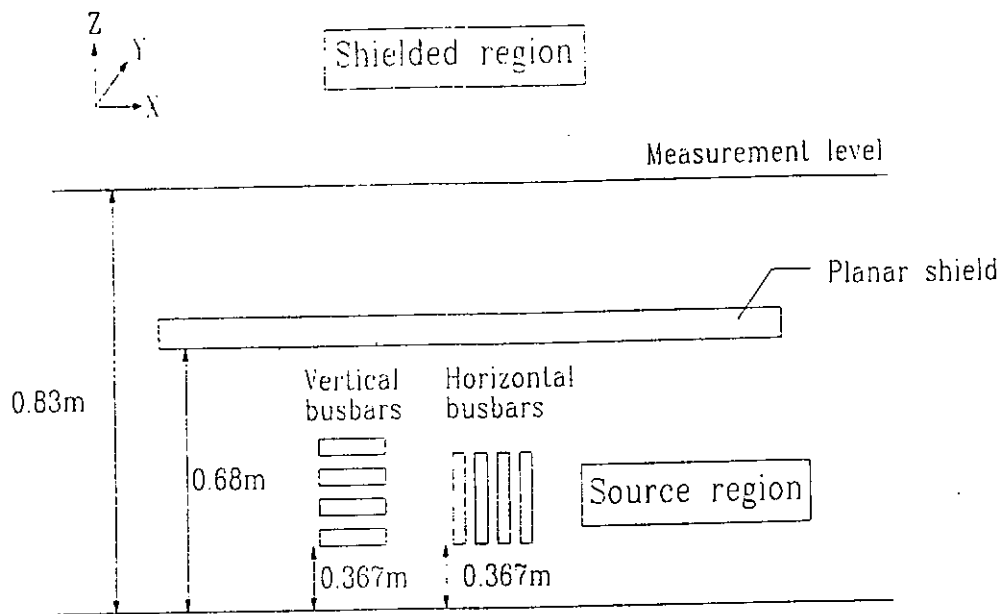 Z
Y
X
Shielded region
Measurement level
Planar shield
Vertical
busbars
Horizontal
busbars
0.83m
0.68m
Source region
0.367m
0.367m